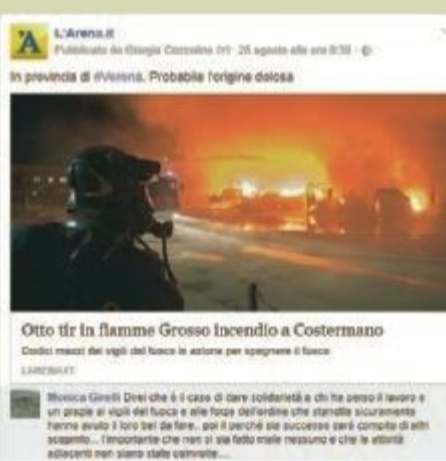 L'Arena.it
Pubblicato da Giorgia Cozzolino 26 agosto alle ore 8:39
In provincia di #Verona. Probabile l'origine dolosa
Otto tir in flamme Grosso incendio a Costermano
Dodici mezzi dei vigili del fuoco in azione per spegnere il fuoco
LARENA.IT
Monica Girelli Direi che è il caso di dare solidarietà a chi ha perso il lavoro e
un grazie ai vigili del fuoco e alle forze dell'ordine che stanotte sicuramente
hanno avuto il loro bel da fare.. poi il perché sia successo sarà compito di altri
scoprirlo... l'importante che non si sia fatto male nessuno e che le attività
adiacenti non siano state coinvolte....